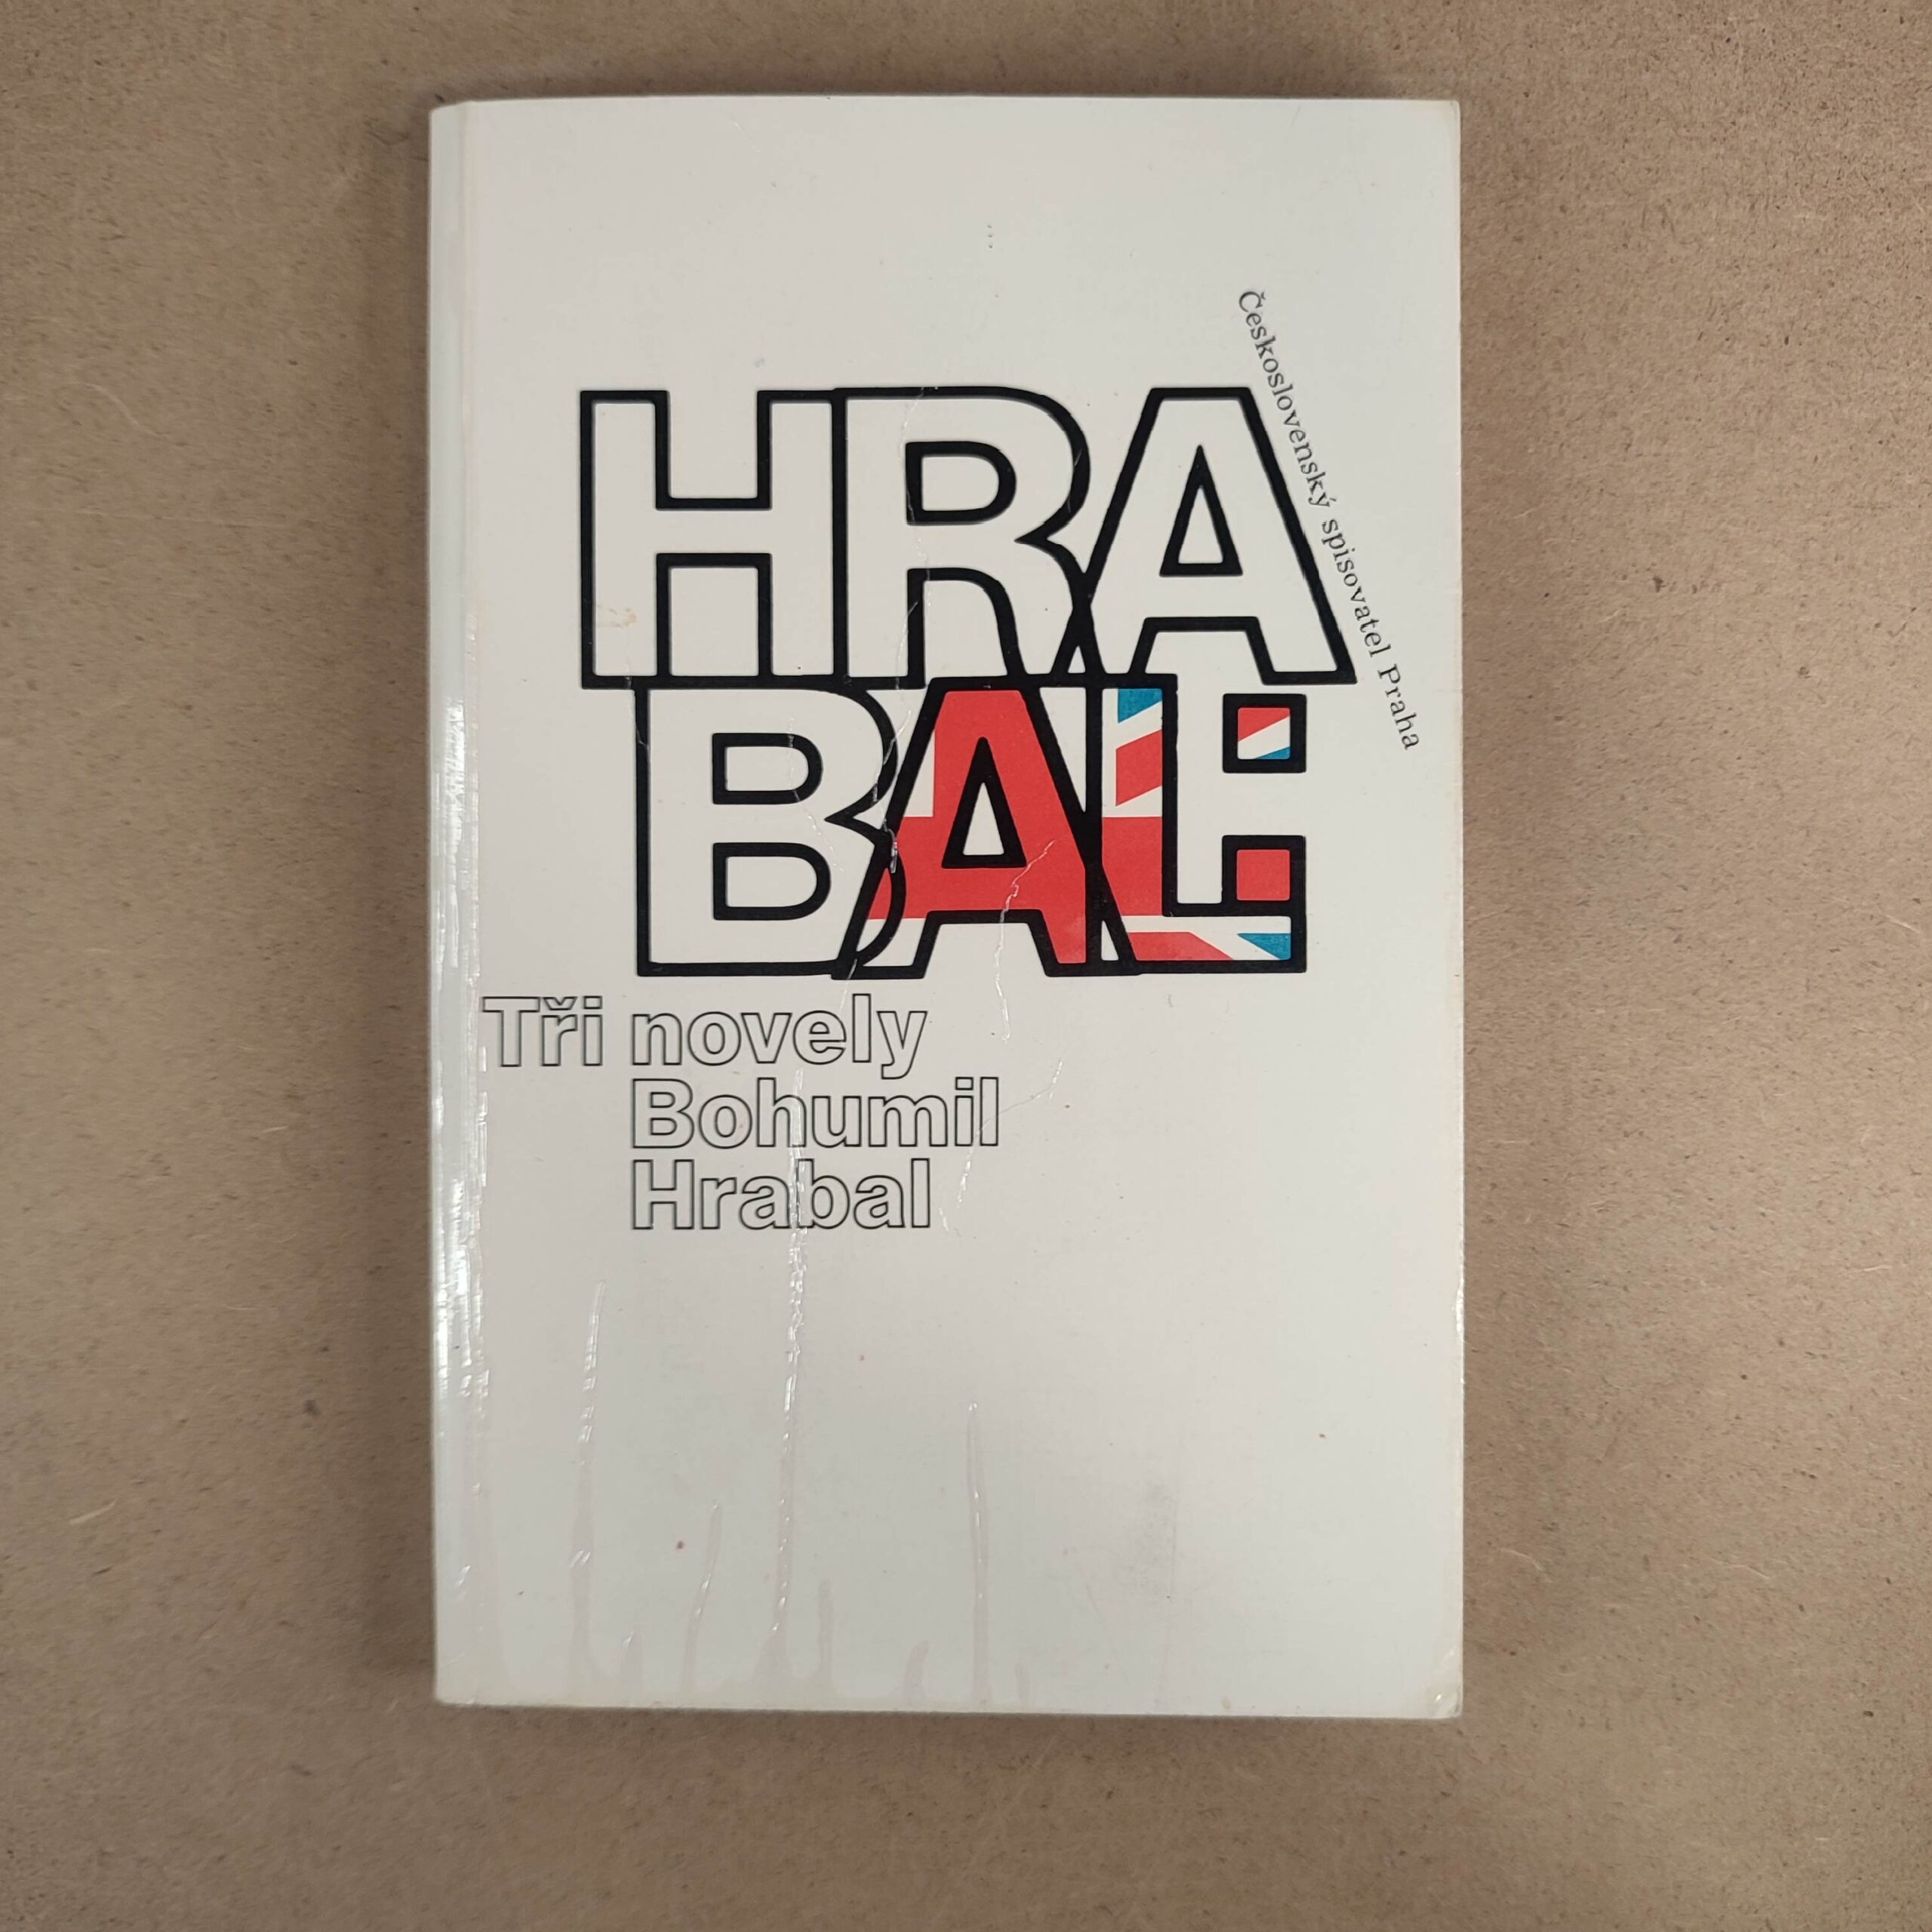 Československý spisovatel Praha
HRA
BAL:
Tři novely
Bohumil
Hrabal